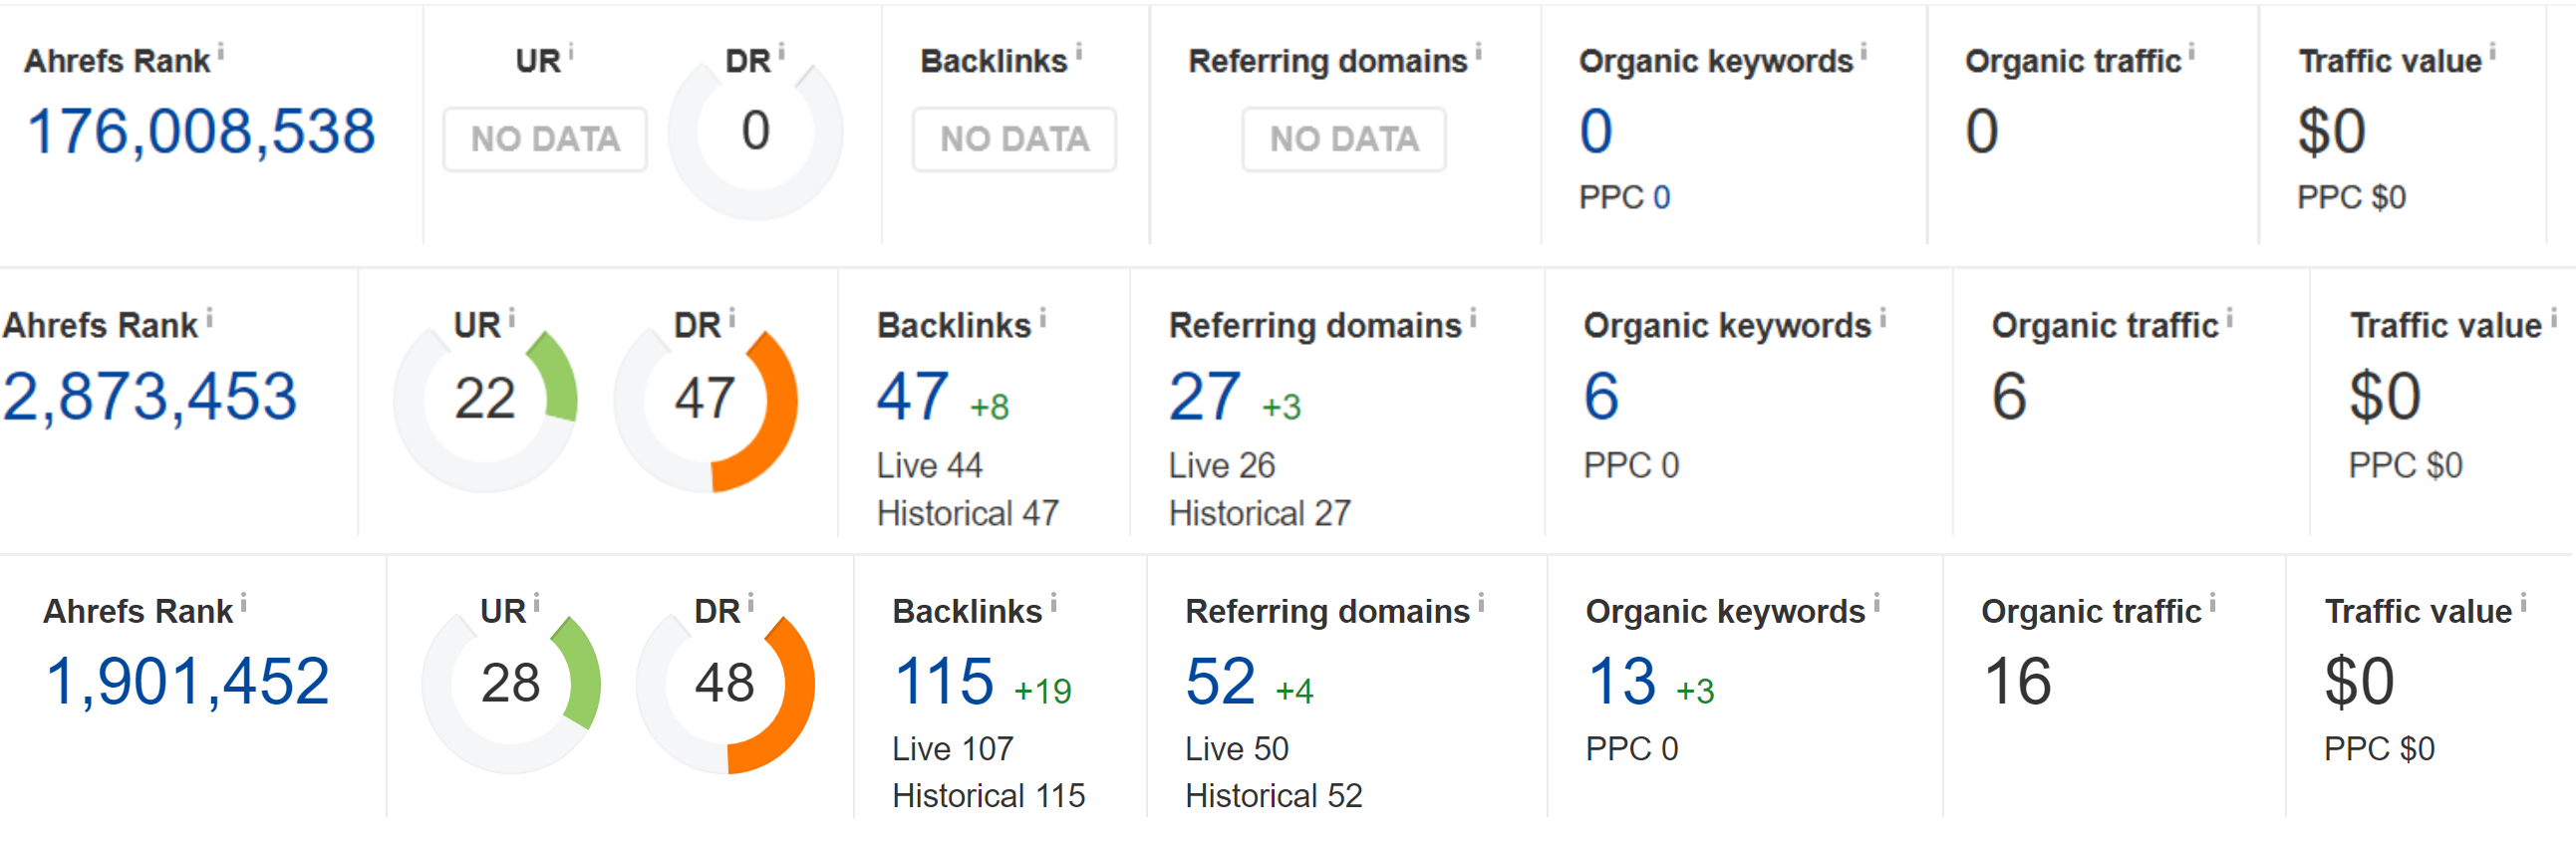 Ahrefs Rank i UR i DR i Backlinks i Referring domains i Organic keywords i Organic traffic i Traffic value i
176,008,538 NO DATA 0 NO DATA NO DATA 0 0 $0
PPC 0 PPC $0
Ahrefs Rank i UR i DR i Backlinks i Referring domains i Organic keywords i Organic traffic i Traffic value i
2,873,453 22 47 47 +8 27 +3 6 6 $0
Live 44 Live 26 PPC 0 PPC $0
Historical 47 Historical 27
Ahrefs Rank i UR i DR i Backlinks i Referring domains i Organic keywords i Organic traffic i Traffic value i
1,901,452 28 48 115 +19 52 +4 13 +3 16 $0
Live 107 Live 50 PPC 0 PPC $0
Historical 115 Historical 52